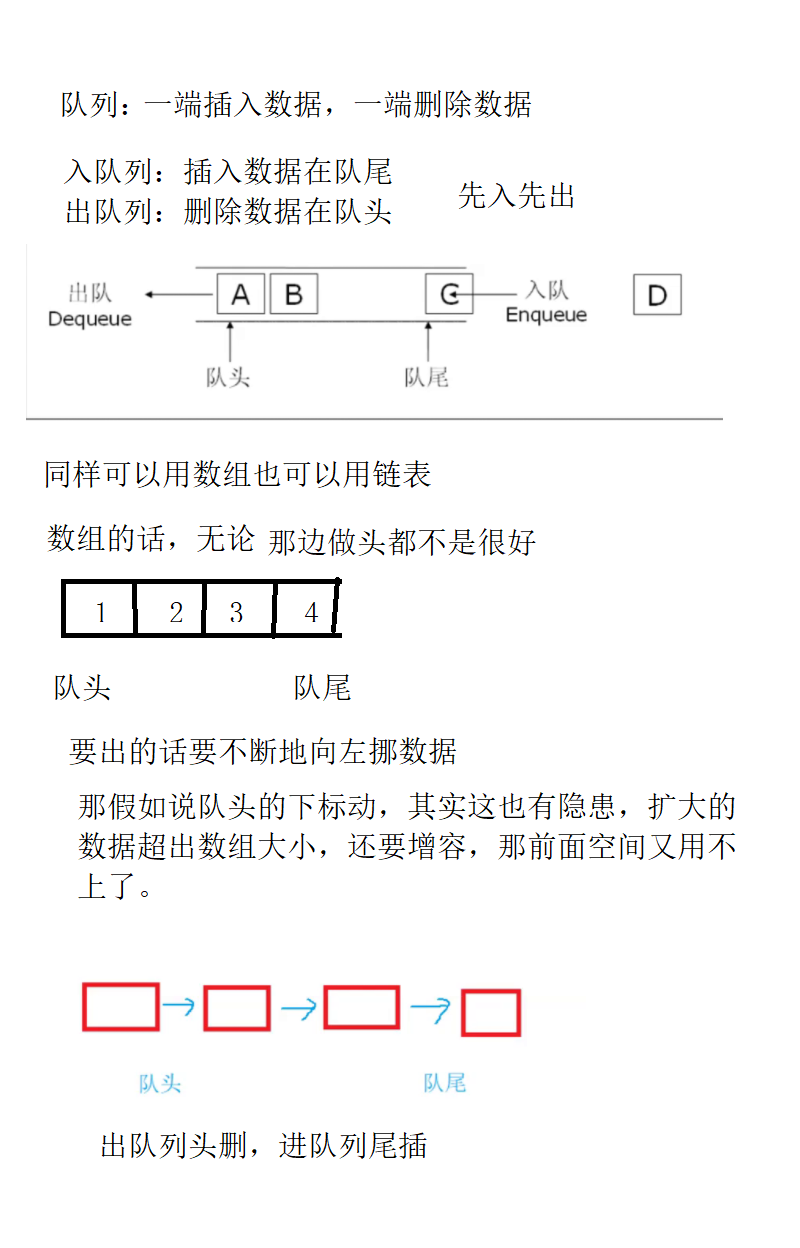 队列：一端插入数据，一端删除数据
入队列：插入数据在队尾
出队列：删除数据在队头
先入先出
出队
Dequeue
A
B
C
入队
Enqueue
D
队头
队尾
同样可以用数组也可以用链表
数组的话，无论 那边做头都不是很好
1 2 3 4
队头 队尾
要出的话要不断地向左挪数据
那假如说队头的下标动，其实这也有隐患，扩大的
数据超出数组大小，还要增容，那前面空间又用不
上了。
队头 队尾
出队列头删，进队列尾插